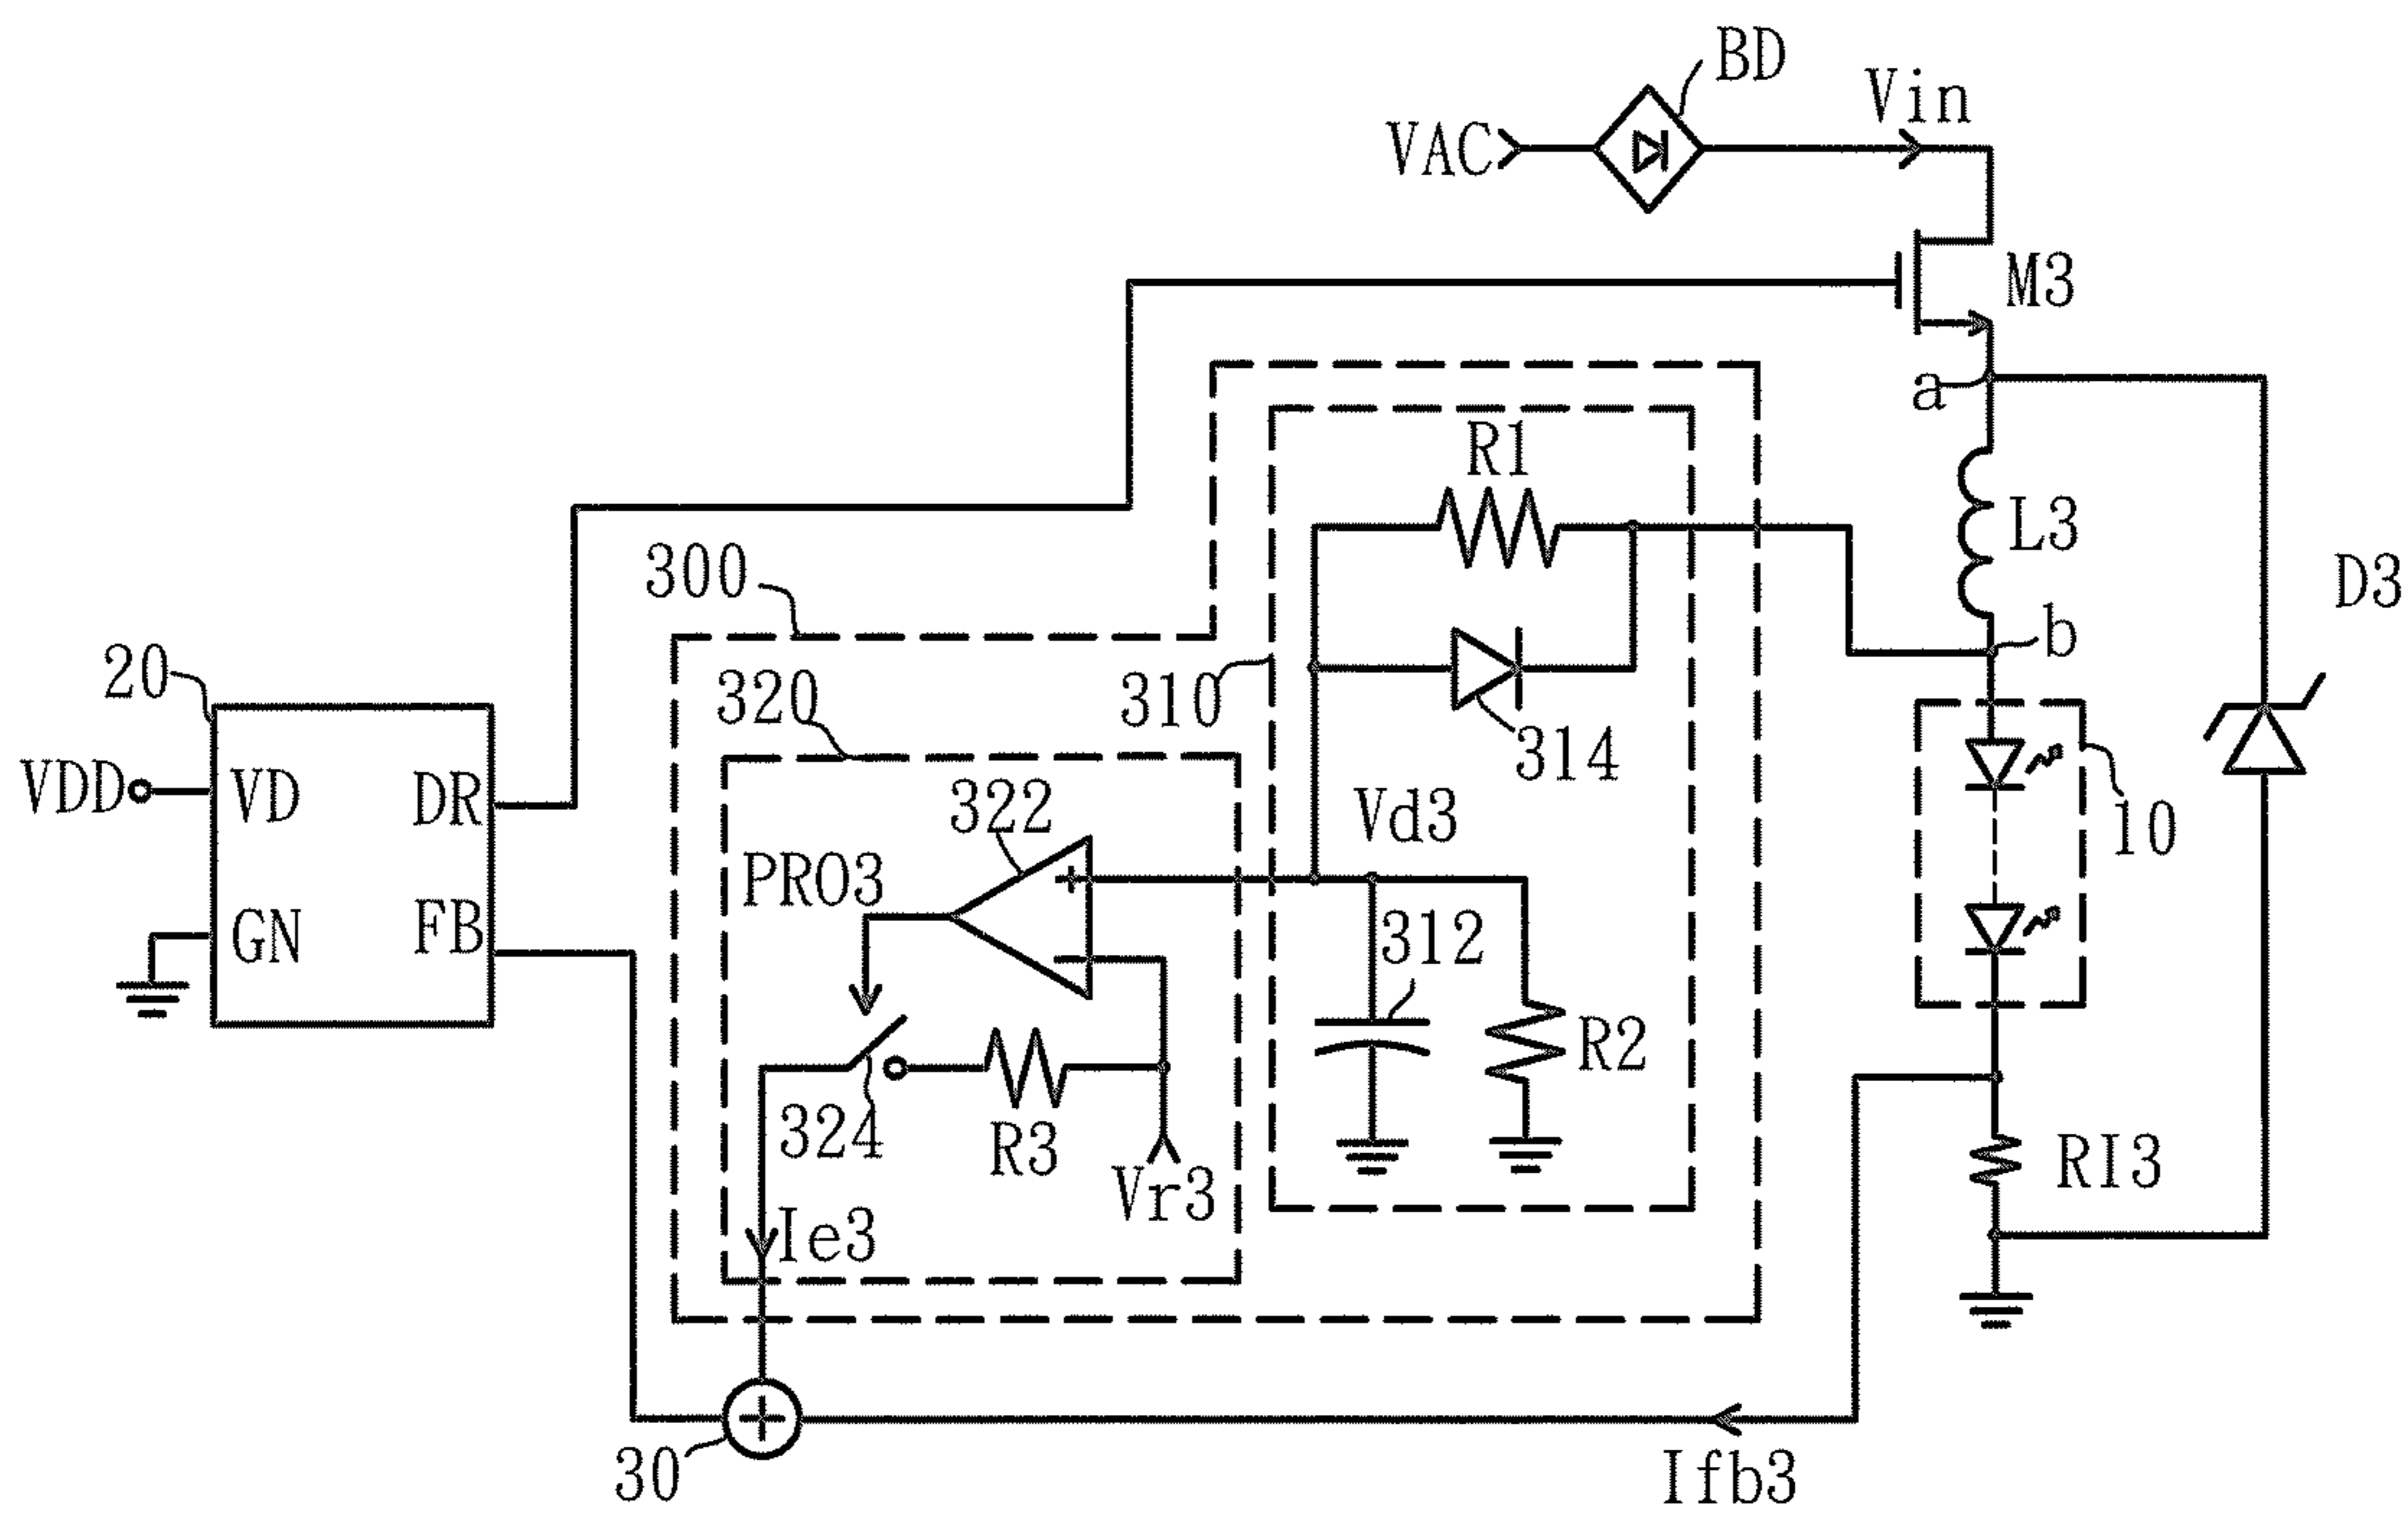 BD
Vin
VAC
M3
a
R1
L3
D3
300
b
20
320
310
314
VDD
VD
DR
322
Vd3
10
PRO3
GN
FB
312
R2
324
R3
RI3
Vr3
Ie3
30
Ifb3